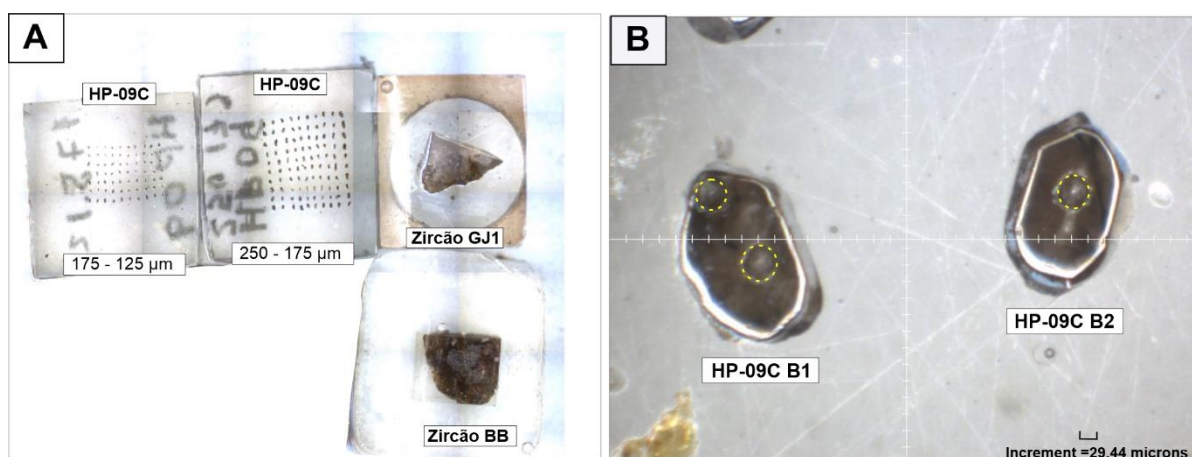 A
HP-09C
HP-09C
175 - 125 µm
250 - 175 µm
Zircão GJ1
Zircão BB
B
HP-09C B1
HP-09C B2
Increment =29.44 microns